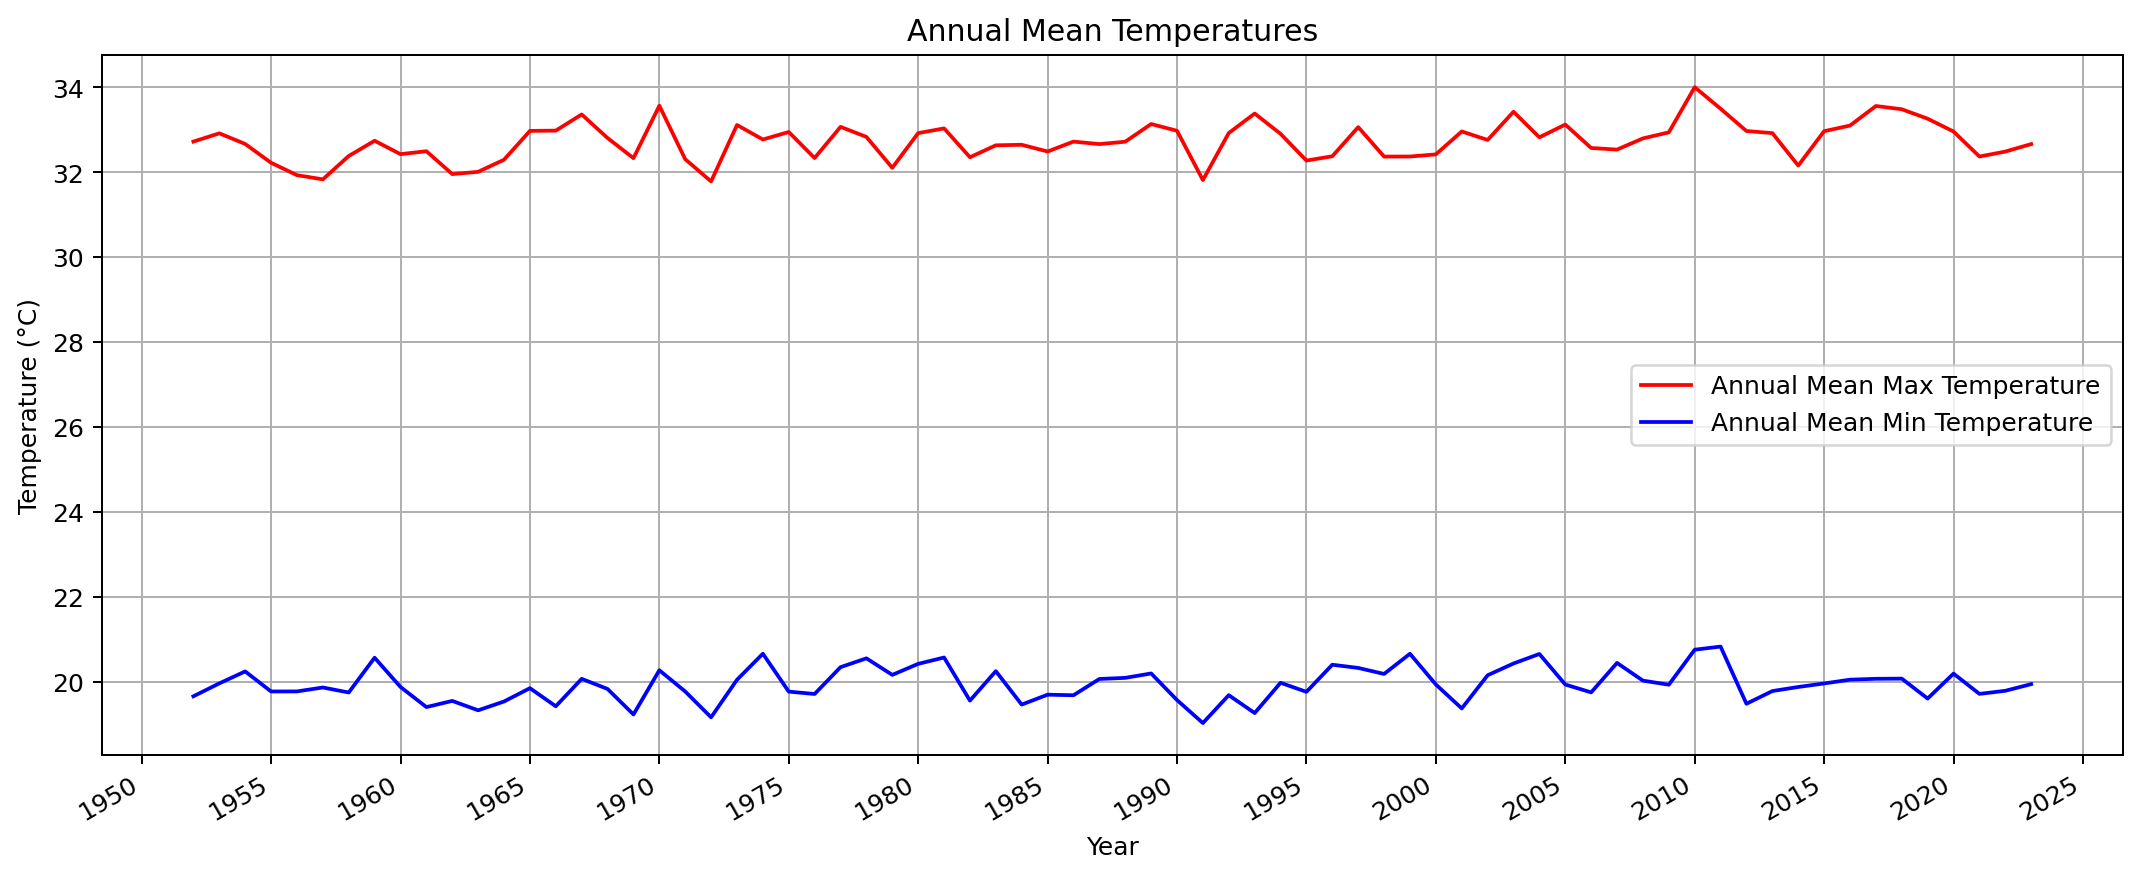 Annual Mean Temperatures
Temperature (°C)
34
32
30
28
26
24
22
20
Annual Mean Max Temperature
Annual Mean Min Temperature
1950 1955 1960 1965 1970 1975 1980 1985 1990 1995 2000 2005 2010 2015 2020 2025
Year